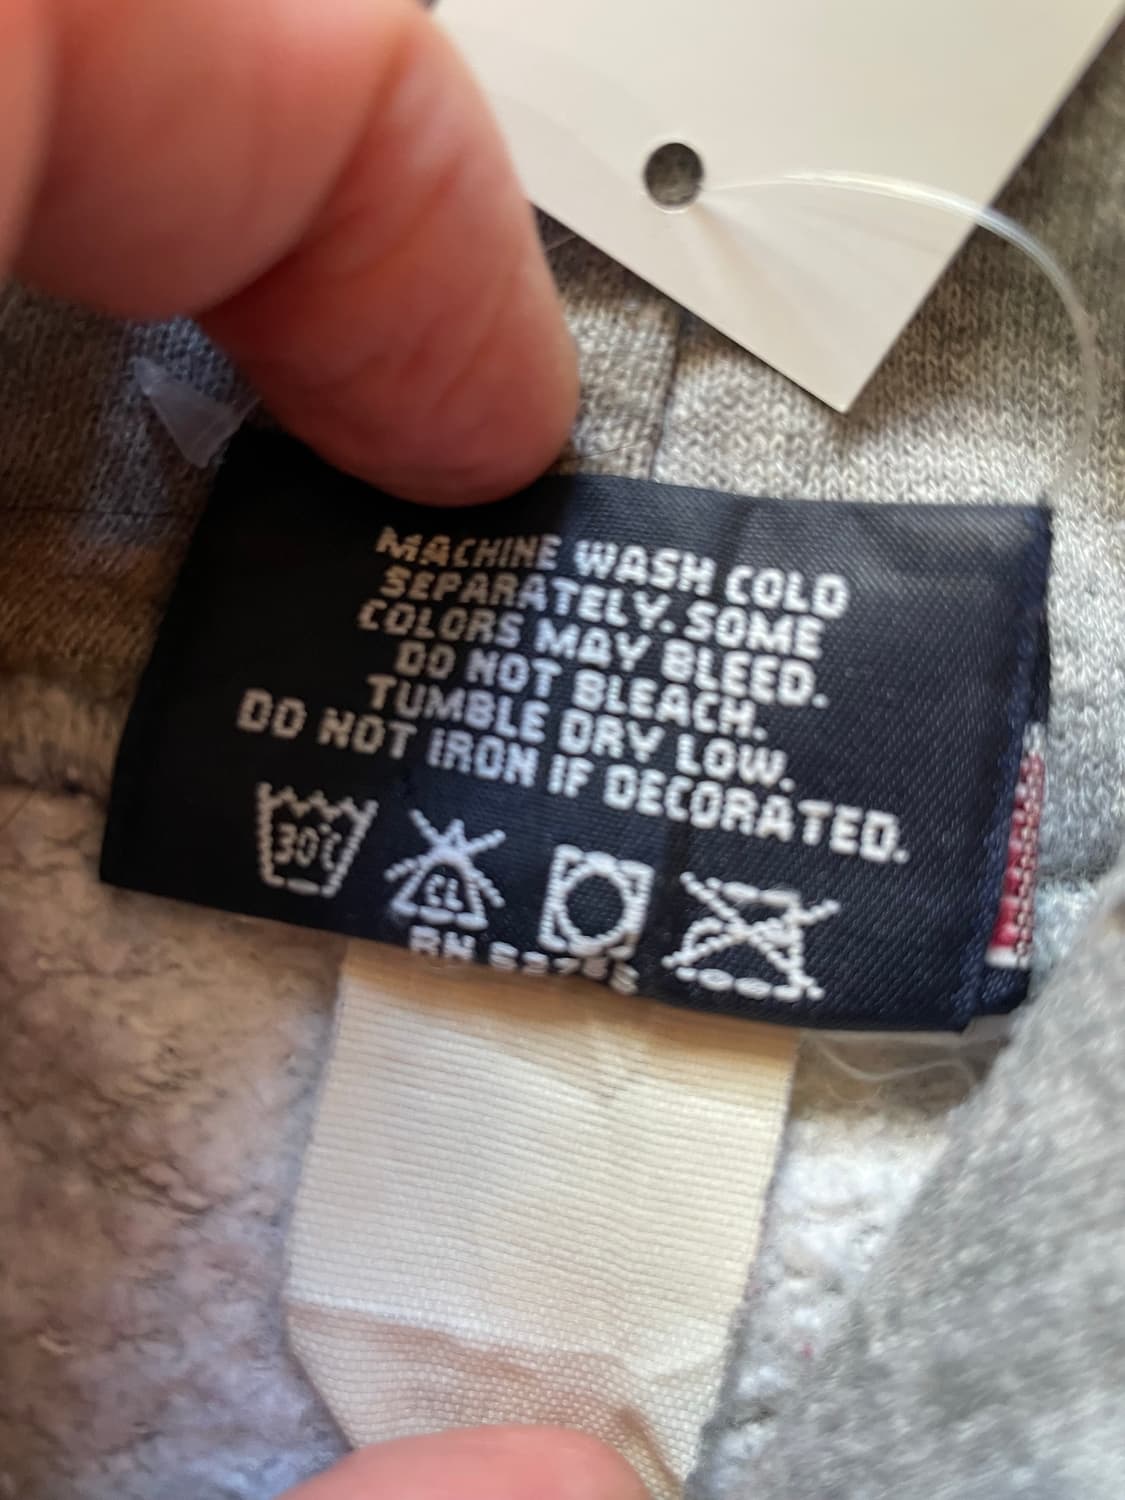 MACHINE WASH COLD
SEPARATELY. SOME
COLORS MAY BLEED.
DO NOT BLEACH.
TUMBLE DRY LOW.
DO NOT IRON IF DECORATED.
30°C
CL
RN